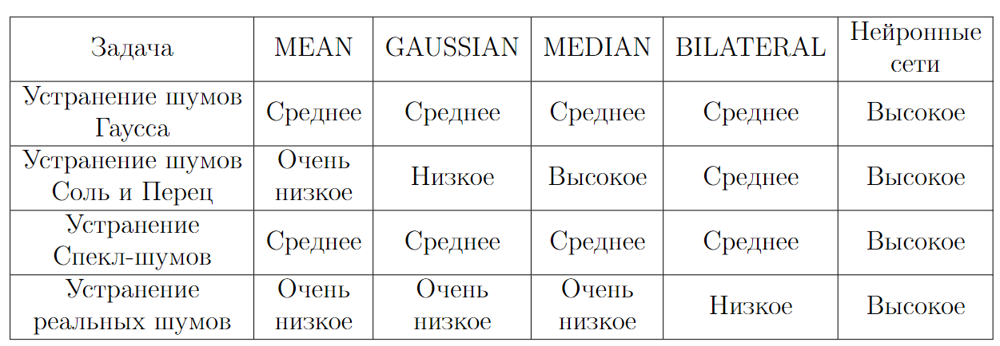 Задача MEAN GAUSSIAN MEDIAN BILATERAL Нейронные
сети
Устранение шумов
Гаусса
Среднее Среднее Среднее Среднее Высокое
Устранение шумов
Соль и Перец
Очень
низкое
Низкое Высокое Среднее Высокое
Устранение
Спекл-шумов
Среднее Среднее Среднее Среднее Высокое
Устранение
реальных шумов
Очень
низкое
Очень
низкое
Очень
низкое
Низкое Высокое